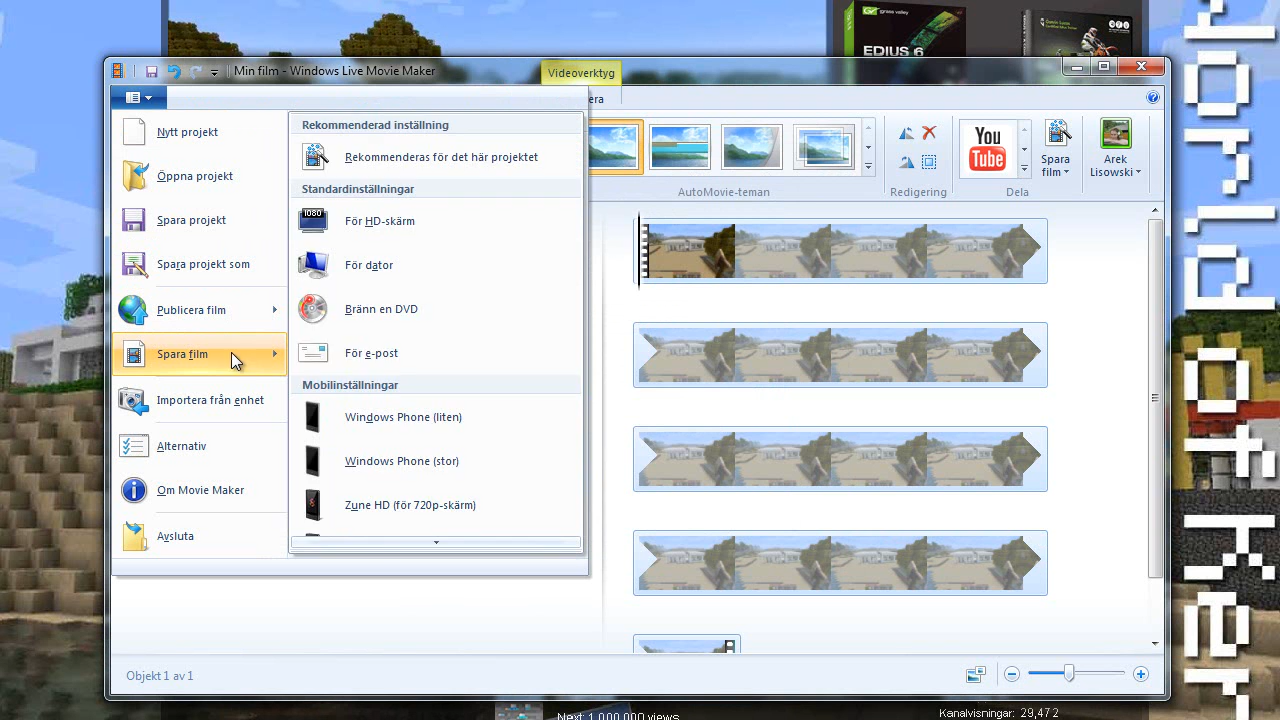 grass valley
EDIUS 6
Min film - Windows Live Movie Maker
Videoverktyg
era
Nytt projekt
Öppna projekt
Spara projekt
Spara projekt som
Publicera film
Spara film
Importera från enhet
Alternativ
Om Movie Maker
Avsluta
Rekommenderad inställning
Rekommenderas för det här projektet
Standardinställningar
1080
För HD-skärm
För dator
Bränn en DVD
För e-post
Mobilinställningar
Windows Phone (liten)
Windows Phone (stor)
Zune HD (för 720p-skärm)
AutoMovie-teman
Redigering
You
Tube
Spara
film
Dela
Arek
Lisowski
Objekt 1 av 1
Next: 1,000,000 views
Kanalvisningar: 29,472